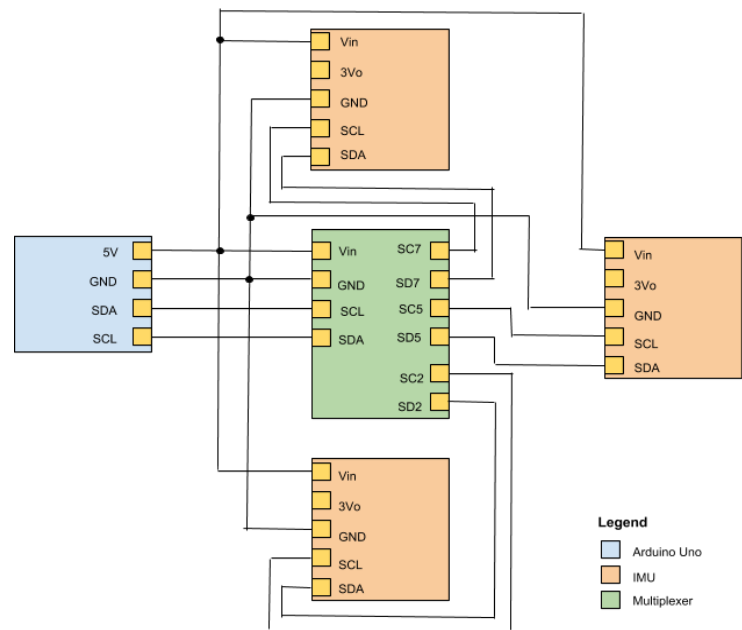 Vin
3Vo
GND
SCL
SDA
5V
GND
SDA
SCL
Vin
GND
SCL
SDA
SC7
SD7
SC5
SD5
SC2
SD2
Vin
3Vo
GND
SCL
SDA
Vin
3Vo
GND
SCL
SDA
Legend
Arduino Uno
IMU
Multiplexer